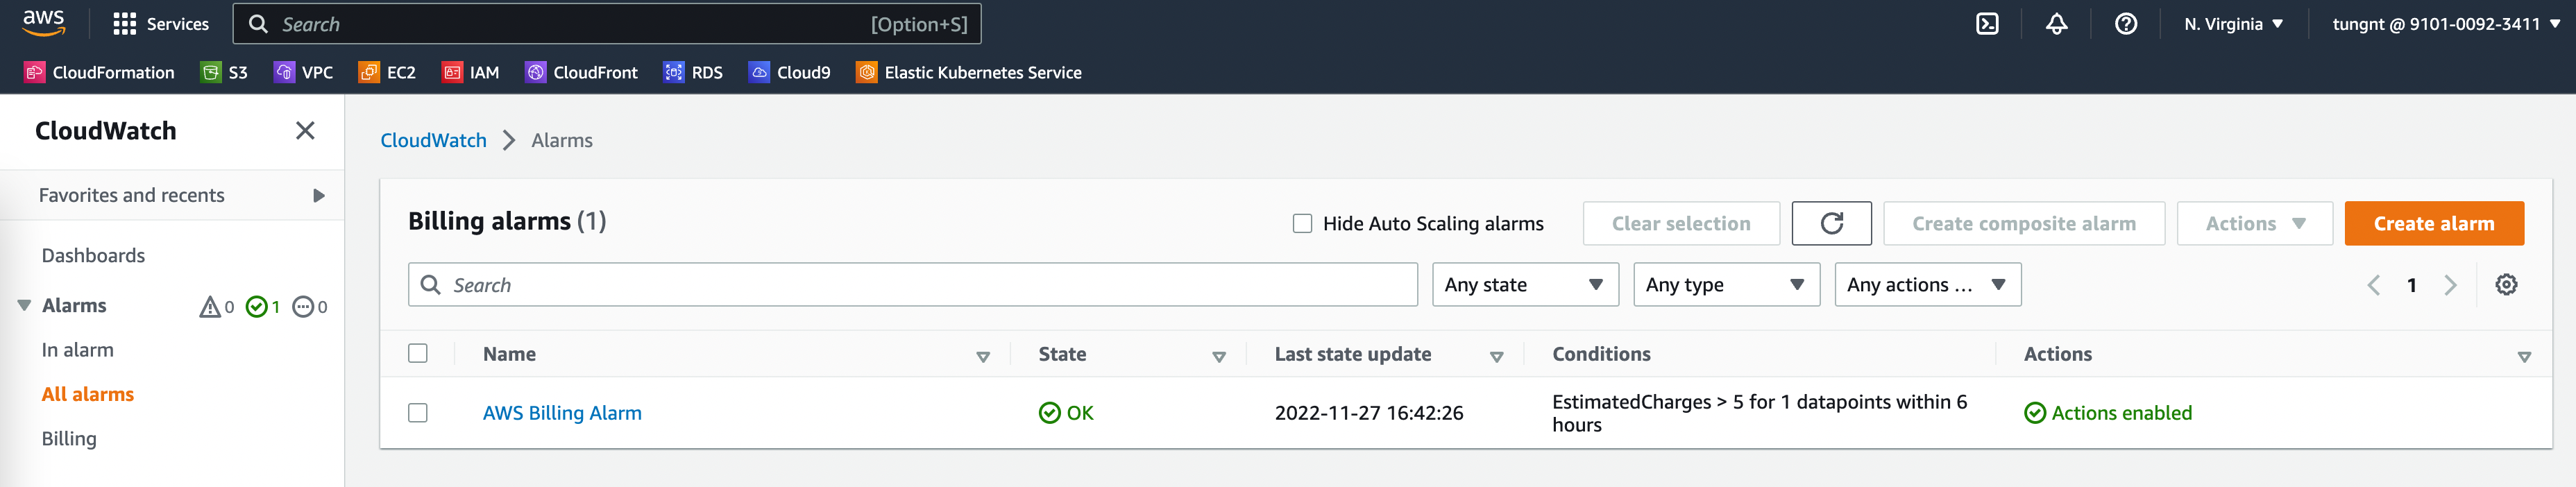 aws
Services
Search [Option+S]
N. Virginia
tungnt @ 9101-0092-3411
CloudFormation S3 VPC EC2 IAM CloudFront RDS Cloud9 Elastic Kubernetes Service
CloudWatch
Favorites and recents
Dashboards
Alarms 0 1 0
In alarm
All alarms
Billing
CloudWatch > Alarms
Billing alarms (1)
Hide Auto Scaling alarms
Clear selection
Create composite alarm
Actions
Create alarm
Search
Any state
Any type
Any actions ...
1
Name State Last state update Conditions Actions
AWS Billing Alarm OK 2022-11-27 16:42:26 EstimatedCharges > 5 for 1 datapoints within 6
hours
Actions enabled